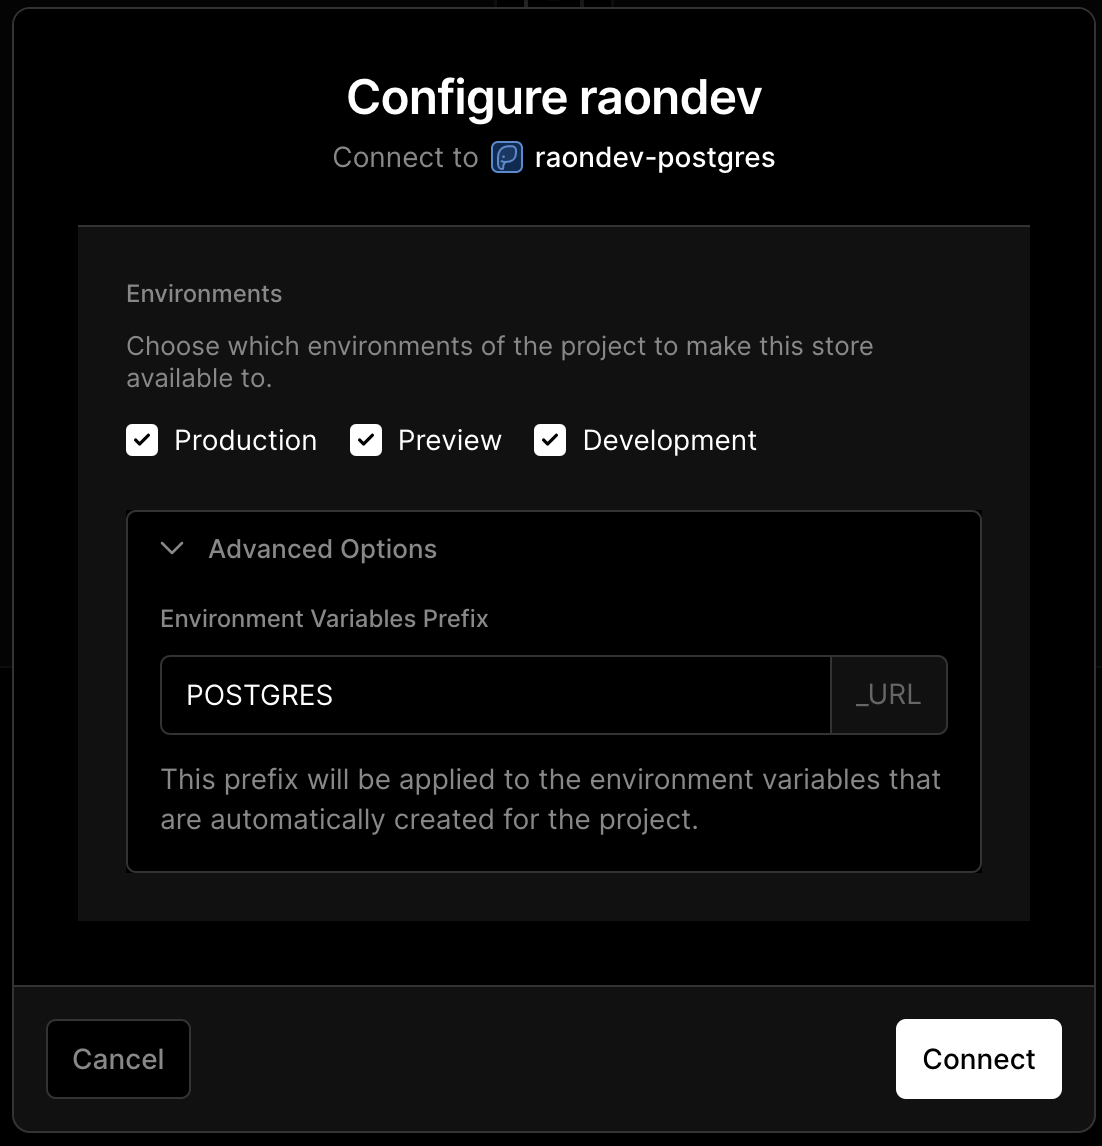 Configure raondev
Connect to raondev-postgres
Environments
Choose which environments of the project to make this store
available to.
Production Preview Development
Advanced Options
Environment Variables Prefix
POSTGRES _URL
This prefix will be applied to the environment variables that
are automatically created for the project.
Cancel Connect